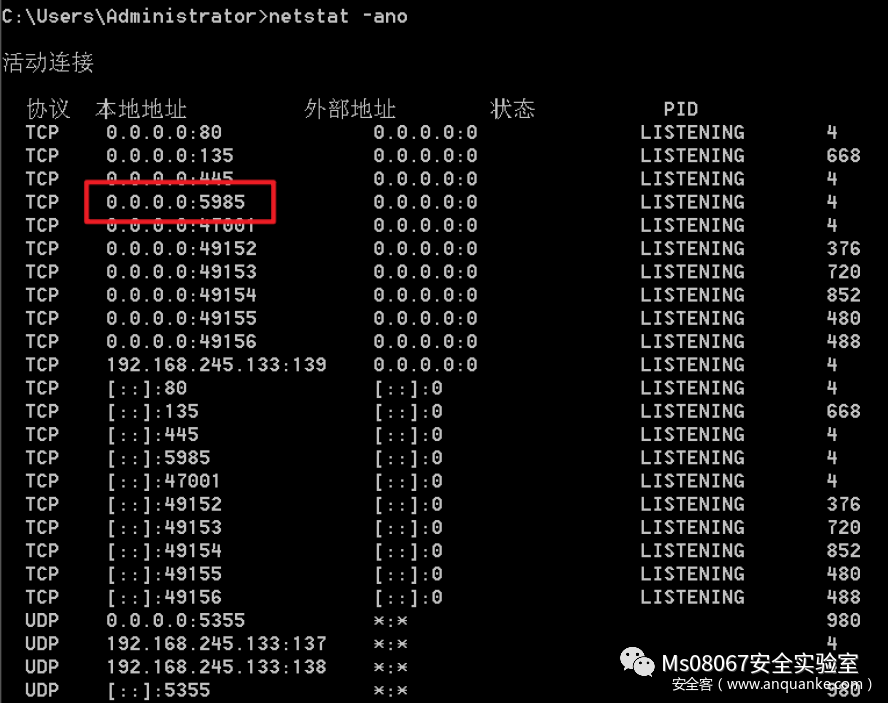 C:\Users\Administrator>netstat -ano
活动连接
协议 本地地址 外部地址 状态 PID
TCP 0.0.0.0:80 0.0.0.0:0 LISTENING 4
TCP 0.0.0.0:135 0.0.0.0:0 LISTENING 668
TCP 0.0.0.0:445 0.0.0.0:0 LISTENING 4
TCP 0.0.0.0:5985 0.0.0.0:0 LISTENING 4
TCP 0.0.0.0:47001 0.0.0.0:0 LISTENING 4
TCP 0.0.0.0:49152 0.0.0.0:0 LISTENING 376
TCP 0.0.0.0:49153 0.0.0.0:0 LISTENING 720
TCP 0.0.0.0:49154 0.0.0.0:0 LISTENING 852
TCP 0.0.0.0:49155 0.0.0.0:0 LISTENING 480
TCP 0.0.0.0:49156 0.0.0.0:0 LISTENING 488
TCP 192.168.245.133:139 0.0.0.0:0 LISTENING 4
TCP [::]:80 [::]:0 LISTENING 4
TCP [::]:135 [::]:0 LISTENING 668
TCP [::]:445 [::]:0 LISTENING 4
TCP [::]:5985 [::]:0 LISTENING 4
TCP [::]:47001 [::]:0 LISTENING 4
TCP [::]:49152 [::]:0 LISTENING 376
TCP [::]:49153 [::]:0 LISTENING 720
TCP [::]:49154 [::]:0 LISTENING 852
TCP [::]:49155 [::]:0 LISTENING 480
TCP [::]:49156 [::]:0 LISTENING 488
UDP 0.0.0.0:5355 *:* 980
UDP 192.168.245.133:137 *:* 4
UDP 192.168.245.133:138 *:*
UDP [::]:5355 *:* 980
Ms08067安全实验室
安全客（www.anquanke.com）